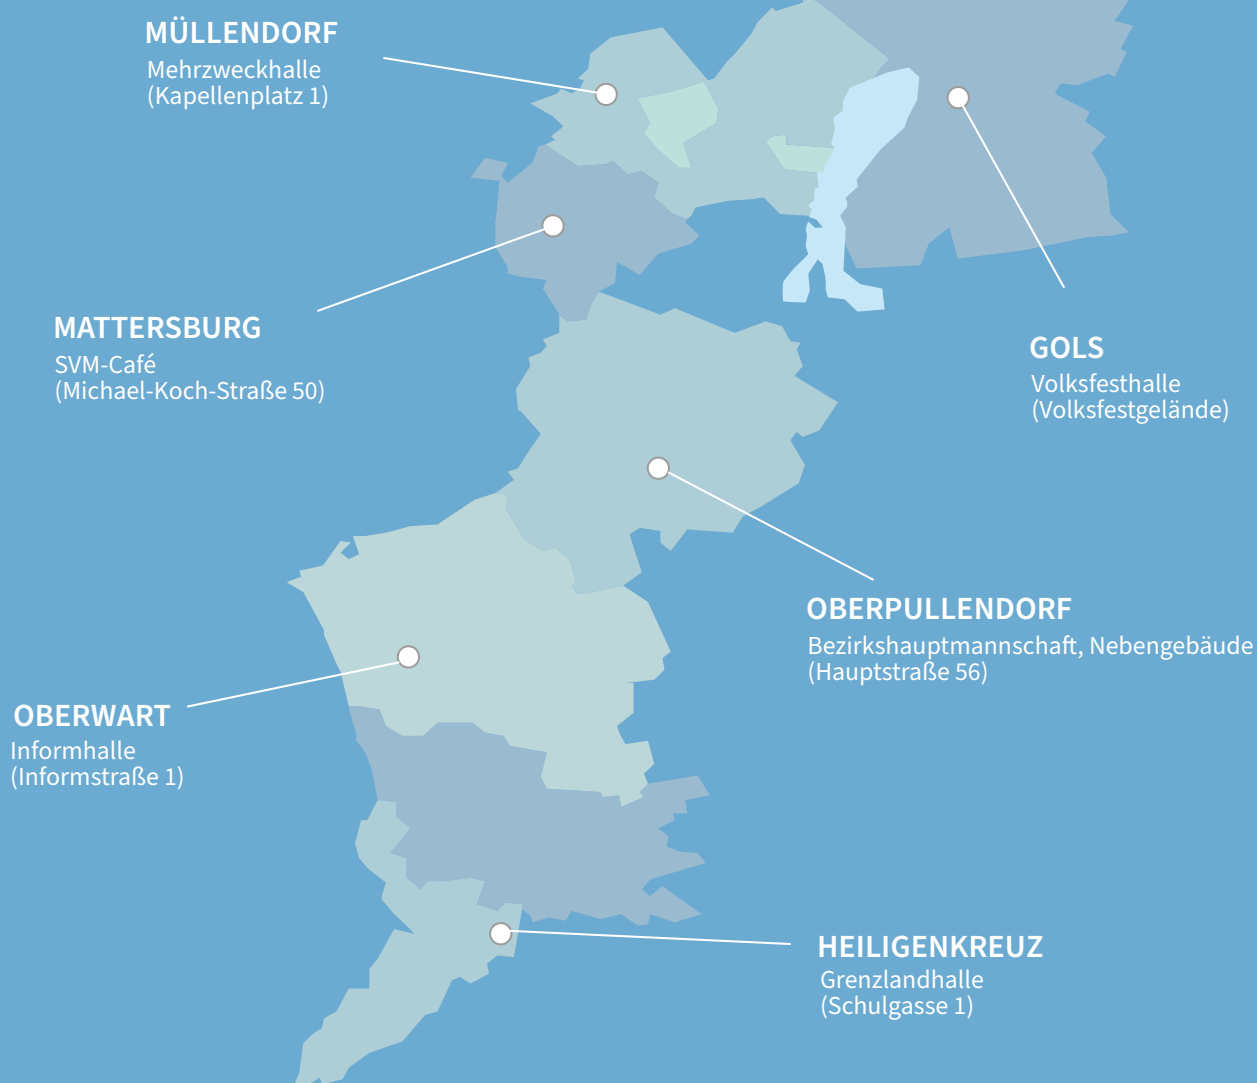 MÜLLENDORF
Mehrzweckhalle
(Kapellenplatz 1)
MATTERSBURG
SVM-Café
(Michael-Koch-Straße 50)
GOLS
Volksfesthalle
(Volksfestgelände)
OBERPULLENDORF
Bezirkshauptmannschaft, Nebengebäude
(Hauptstraße 56)
OBERWART
Informhalle
(Informstraße 1)
HEILIGENKREUZ
Grenzlandhalle
(Schulgasse 1)